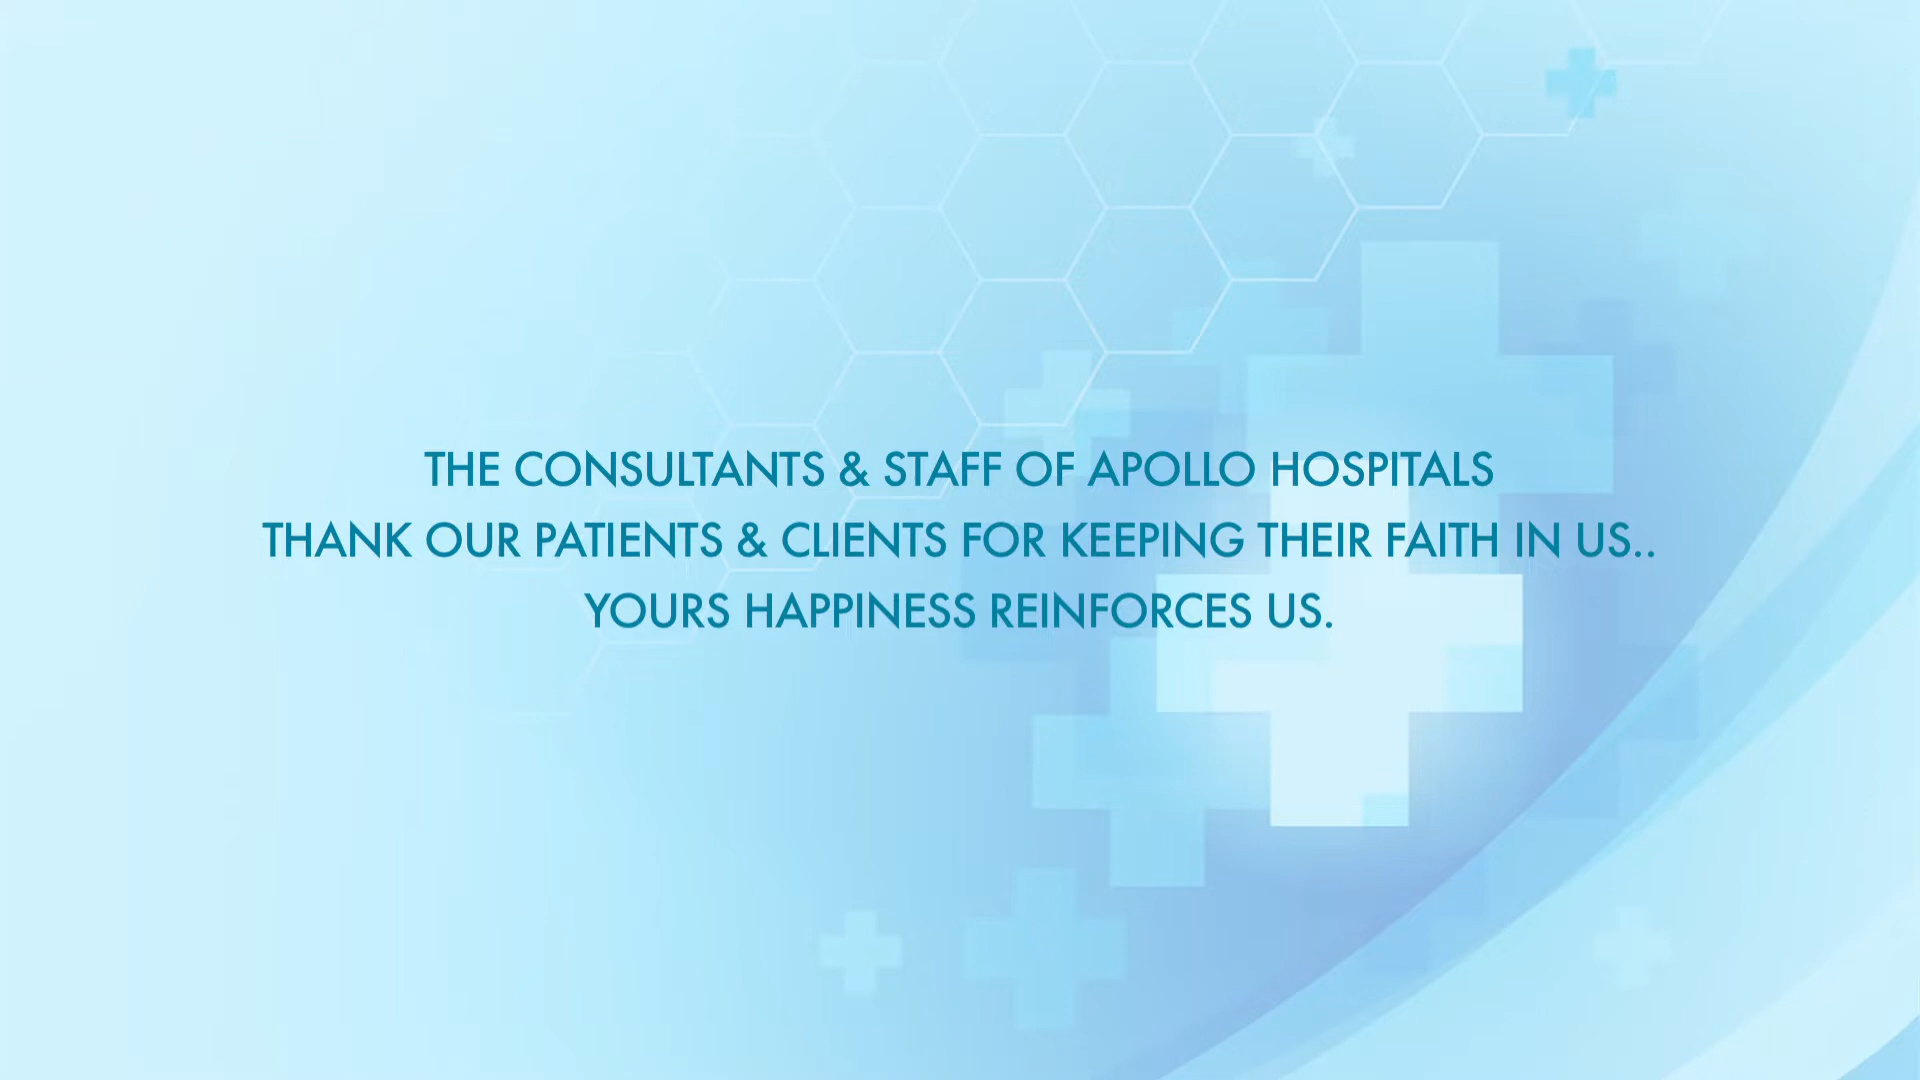 THE CONSULTANTS & STAFF OF APOLLO HOSPITALS
THANK OUR PATIENTS & CLIENTS FOR KEEPING THEIR FAITH IN US..
YOURS HAPPINESS REINFORCES US.